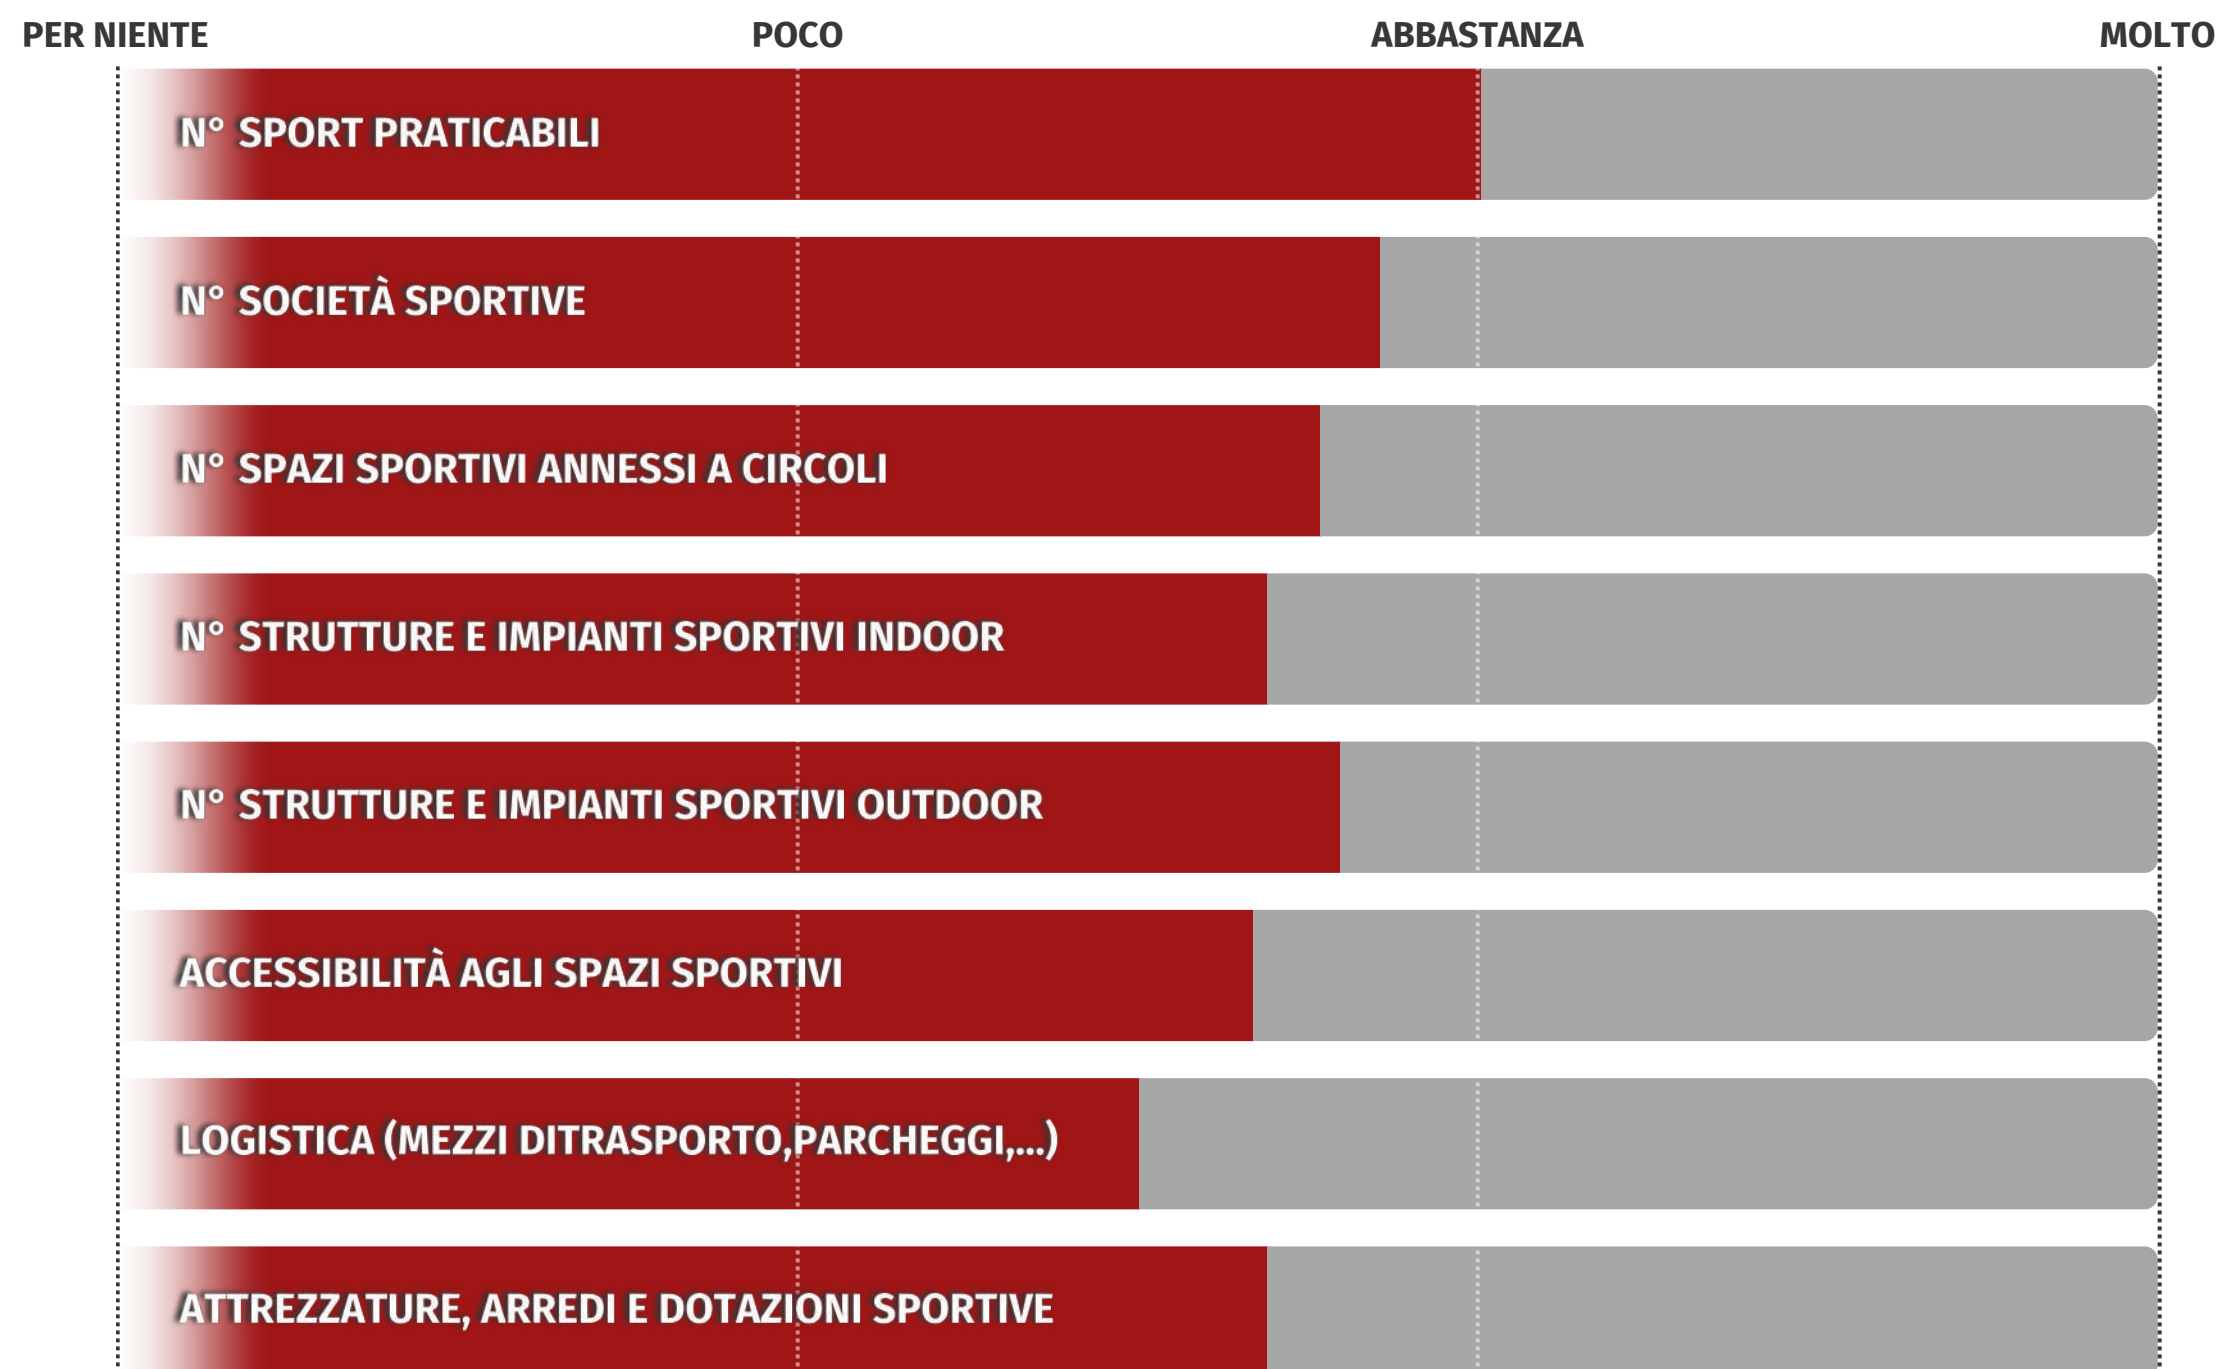 PER NIENTE POCO ABBASTANZA MOLTO
N° SPORT PRATICABILI
N° SOCIETÀ SPORTIVE
N° SPAZI SPORTIVI ANNESSI A CIRCOLI
N° STRUTTURE E IMPIANTI SPORTIVI INDOOR
N° STRUTTURE E IMPIANTI SPORTIVI OUTDOOR
ACCESSIBILITÀ AGLI SPAZI SPORTIVI
LOGISTICA (MEZZI DITRASPORTO,PARCHEGGI,...)
ATTREZZATURE, ARREDI E DOTAZIONI SPORTIVE